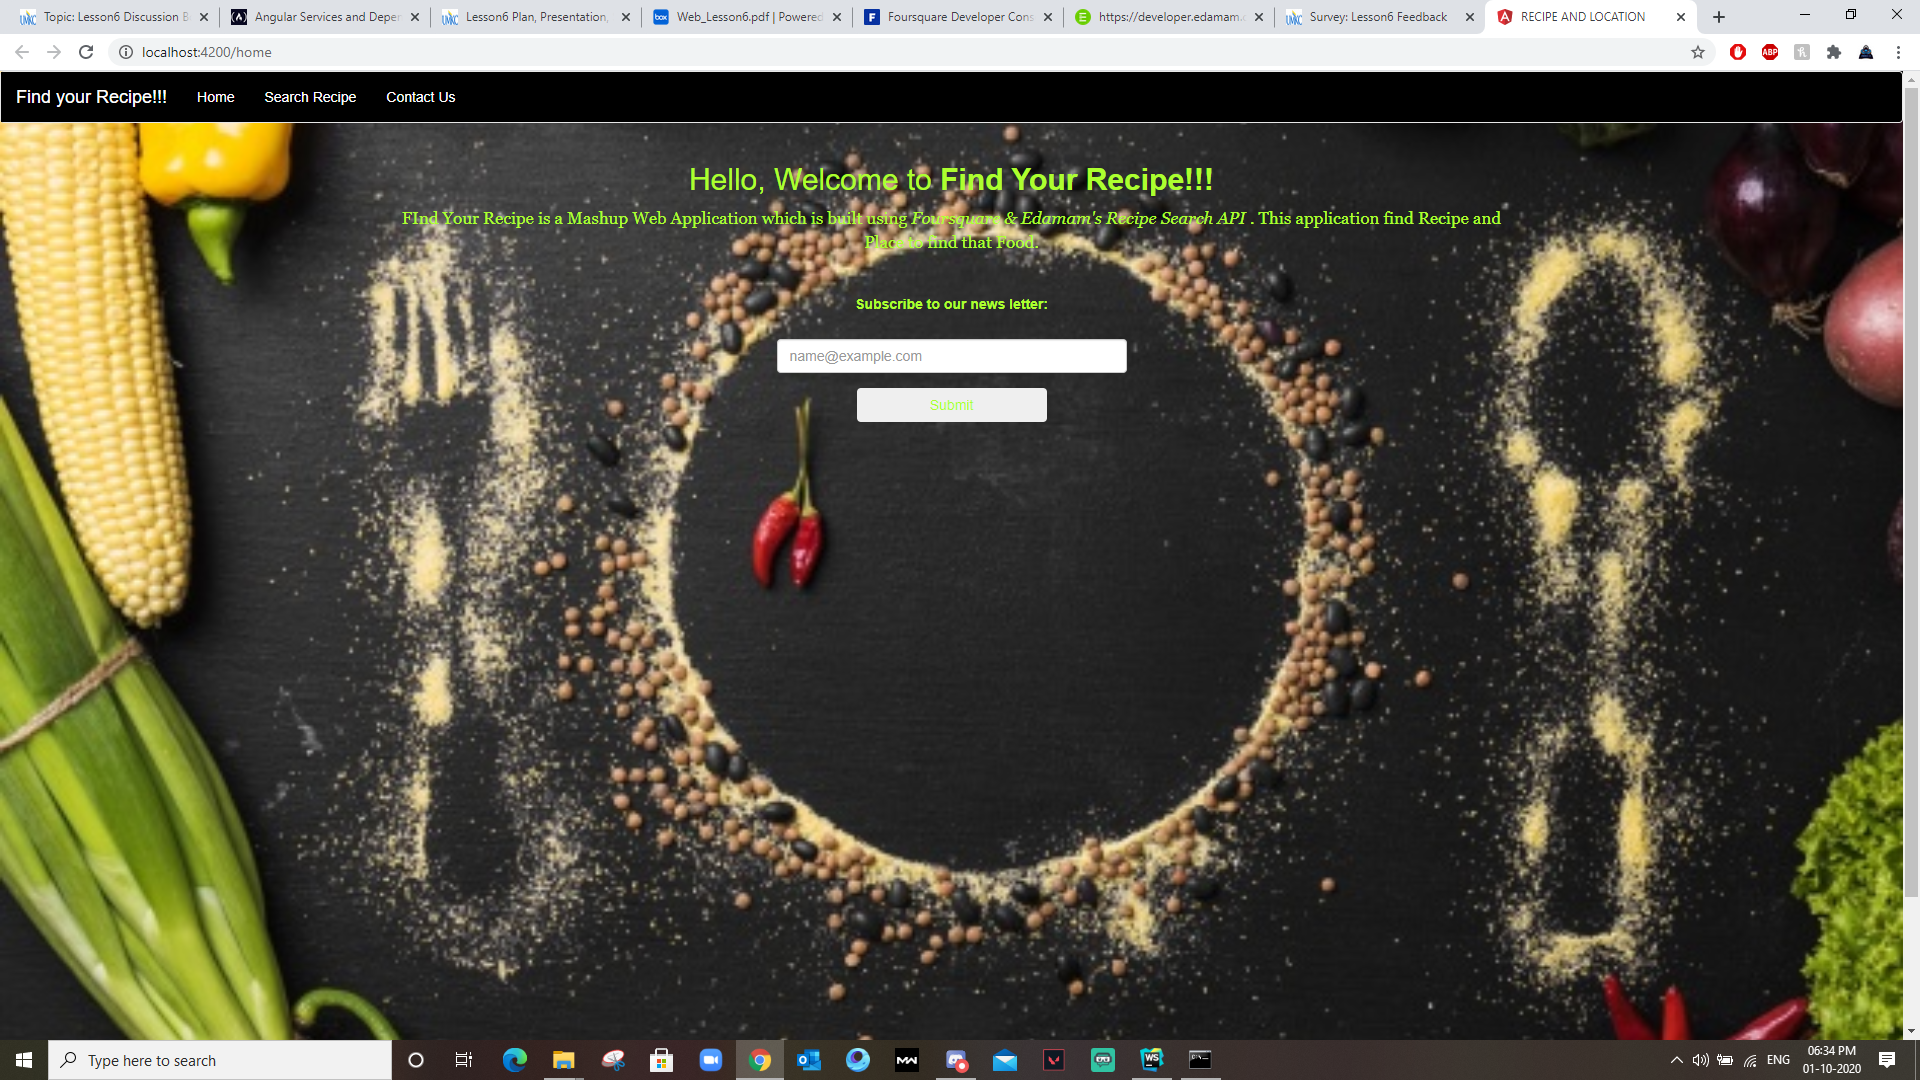 Topic: Lesson6 Discussion B
Angular Services and Depen
Lesson6 Plan, Presentation,
Web_Lesson6.pdf | Powered
Foursquare Developer Cons
https://developer.edamam.c
Survey: Lesson6 Feedback
RECIPE AND LOCATION
localhost:4200/home
ABP
Find your Recipe!!!
Home
Search Recipe
Contact Us
Hello, Welcome to Find Your Recipe!!!
FInd Your Recipe is a Mashup Web Application which is built using Foursquare & Edamam's Recipe Search API . This application find Recipe and
Place to find that Food.
Subscribe to our news letter:
name@example.com
Submit
Type here to search
ENG
06:34 PM
01-10-2020